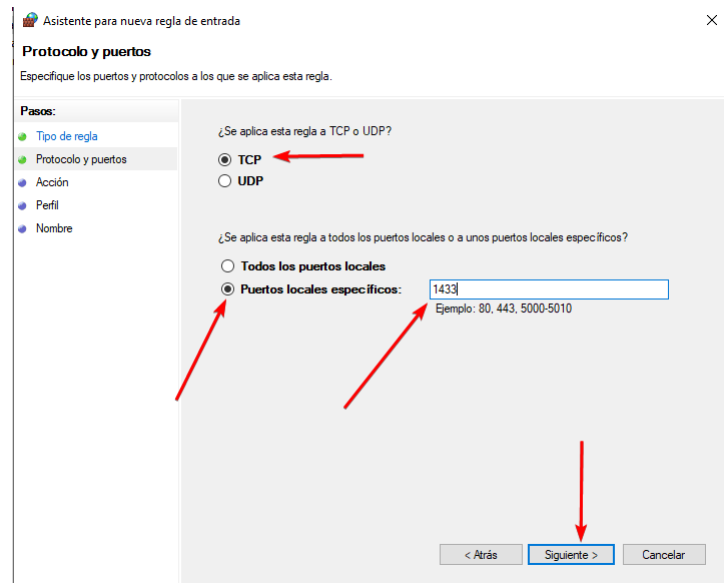 Asistente para nueva regla de entrada
Protocolo y puertos
Especifique los puertos y protocolos a los que se aplica esta regla.
Pasos:
Tipo de regla
Protocolo y puertos
Acción
Perfil
Nombre
¿Se aplica esta regla a TCP o UDP?
TCP
UDP
¿Se aplica esta regla a todos los puertos locales o a unos puertos locales específicos?
Todos los puertos locales
Puertos locales específicos:
1433
Ejemplo: 80, 443, 5000-5010
< Atrás
Siguiente >
Cancelar